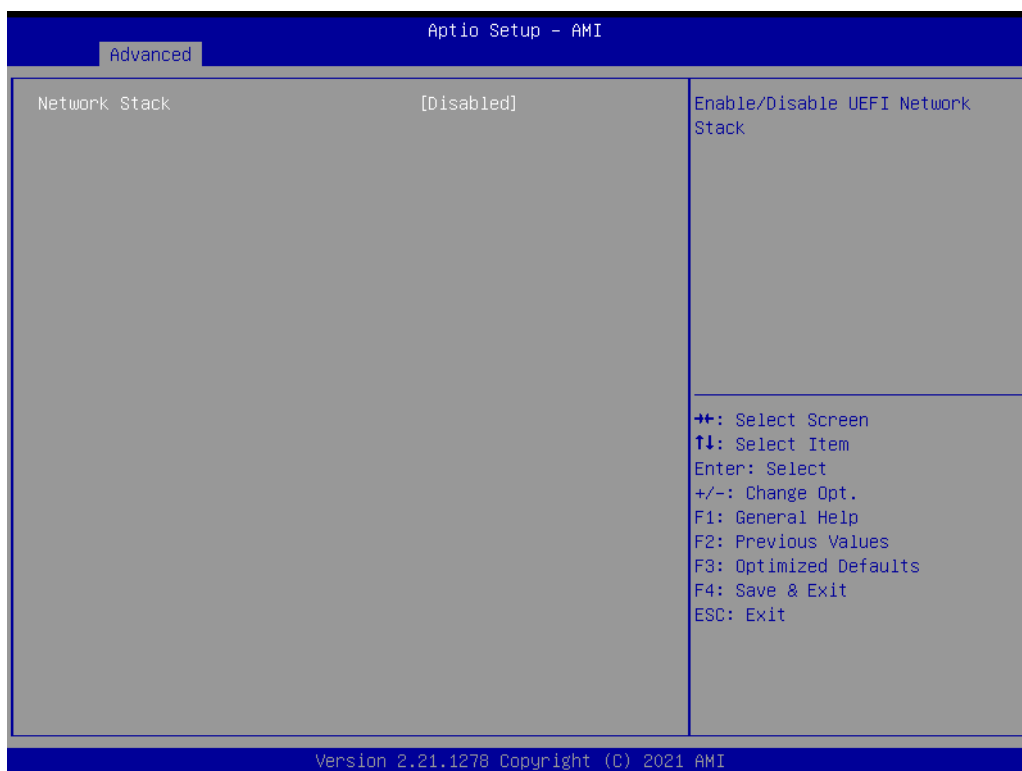 Aptio Setup – AMI
Advanced
Network Stack [Disabled]
Enable/Disable UEFI Network
Stack
→←: Select Screen
↑↓: Select Item
Enter: Select
+/-: Change Opt.
F1: General Help
F2: Previous Values
F3: Optimized Defaults
F4: Save & Exit
ESC: Exit
Version 2.21.1278 Copyright (C) 2021 AMI